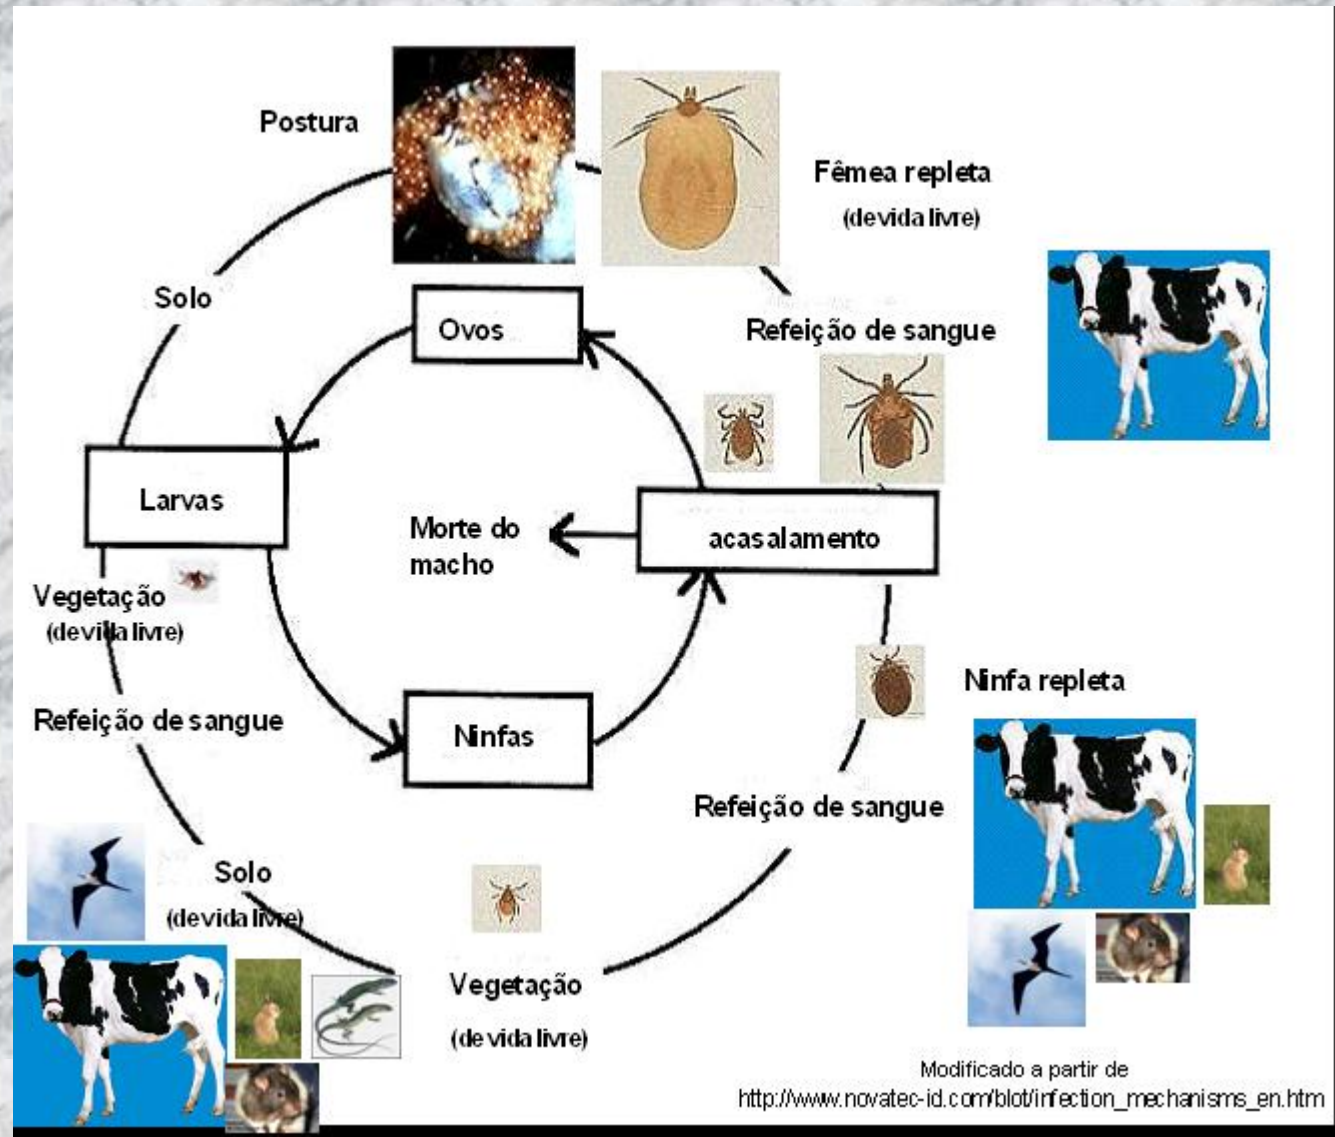 Postura
Fêmea repleta
(de vida livre)
Solo
Ovos
Refeição de sangue
Larvas
Morte do
macho
acasalamento
Vegetação
(de vida livre)
Ninfa repleta
Refeição de sangue
Ninfas
Refeição de sangue
Solo
(de vida livre)
Vegetação
(de vida livre)
Modificado a partir de
http://www.novatec-id.com/blot/infection_mechanisms_en.htm